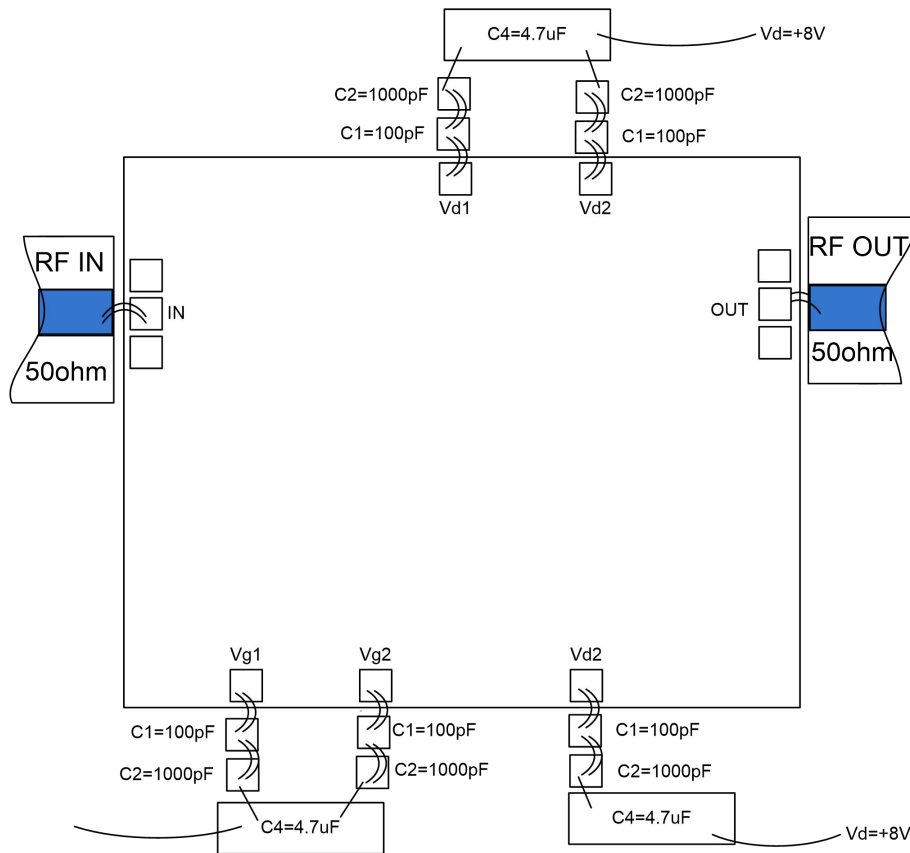 C4=4.7uF
Vd=+8V
C2=1000pF
C2=1000pF
C1=100pF
C1=100pF
Vd1
Vd2
RF IN
RF OUT
IN
OUT
50ohm
50ohm
Vg1
Vg2
Vd2
C1=100pF
C1=100pF
C1=100pF
C2=1000pF
C2=1000pF
C2=1000pF
C4=4.7uF
C4=4.7uF
Vd=+8V